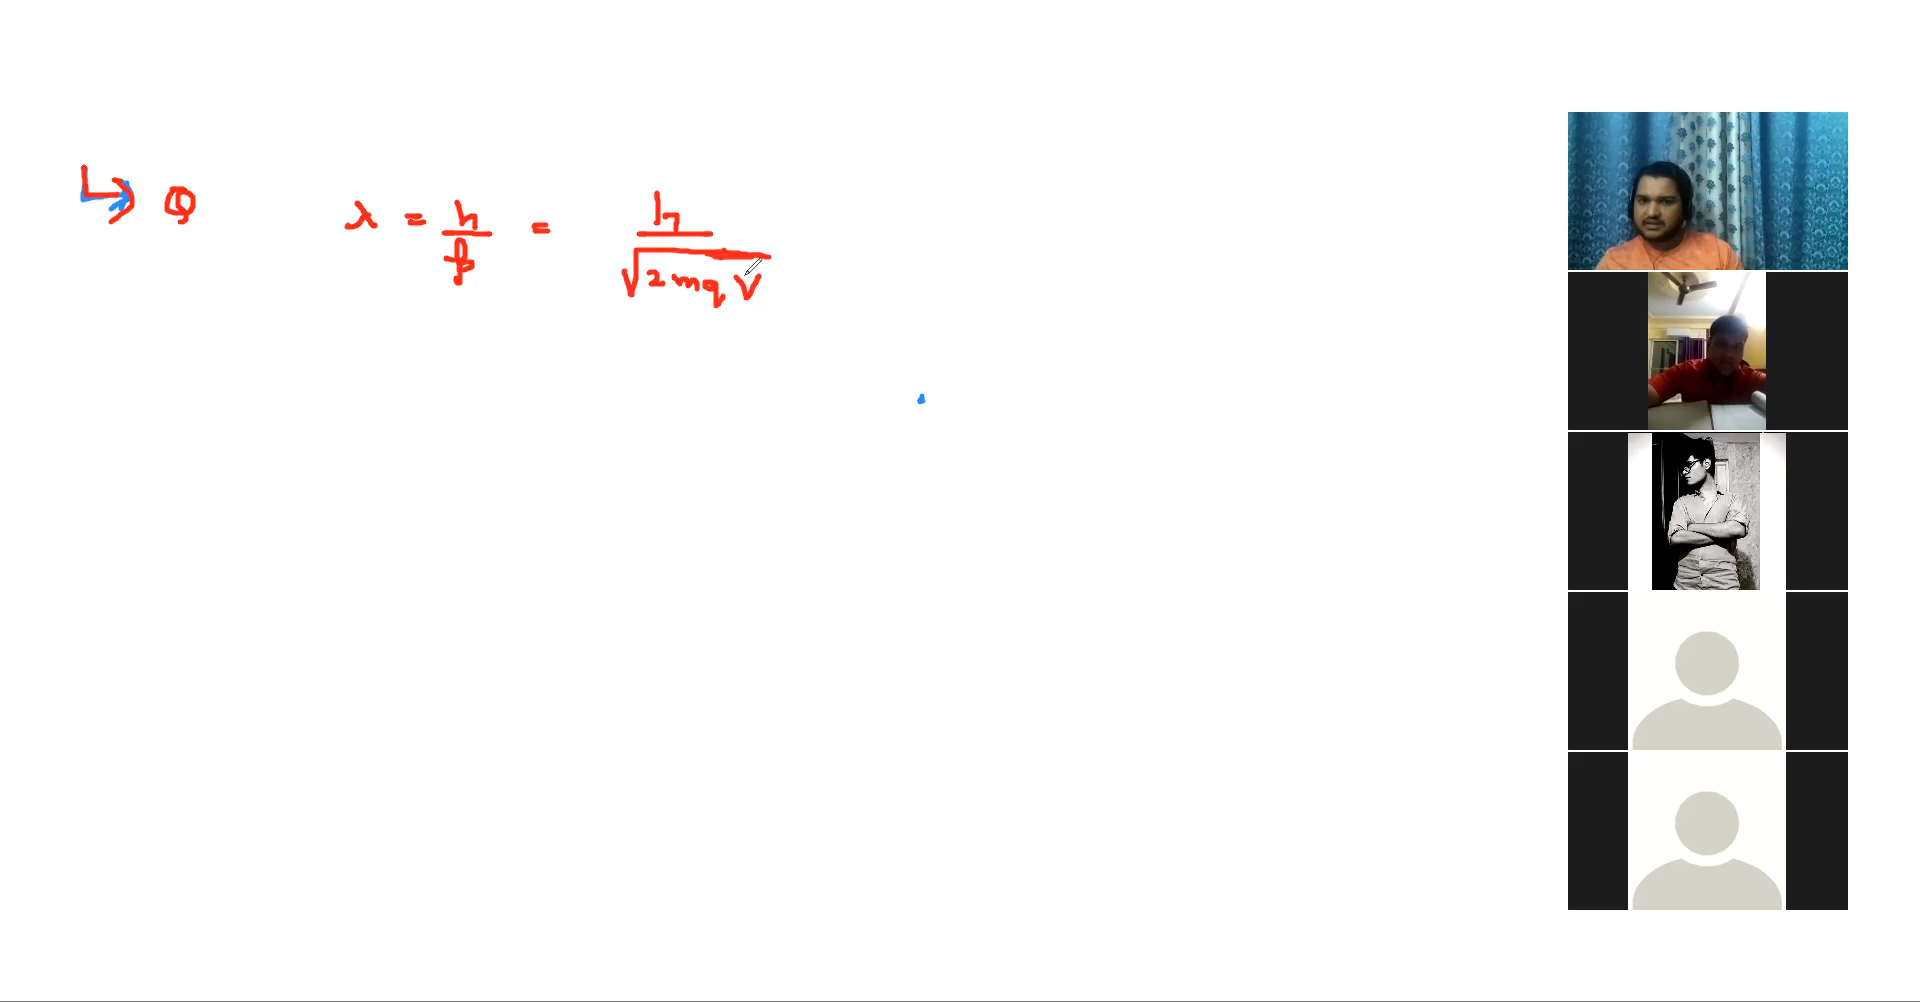 ↳ Q λ = h/p = h/√2mqV